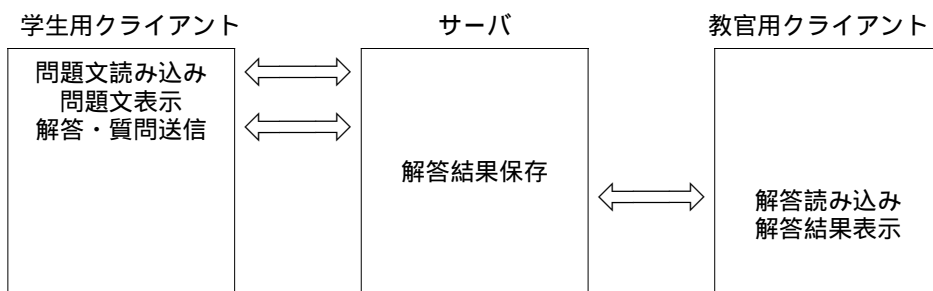 学生用クライアント
サーバ
教官用クライアント
問題文読み込み
問題文表示
解答・質問送信
解答結果保存
解答読み込み
解答結果表示